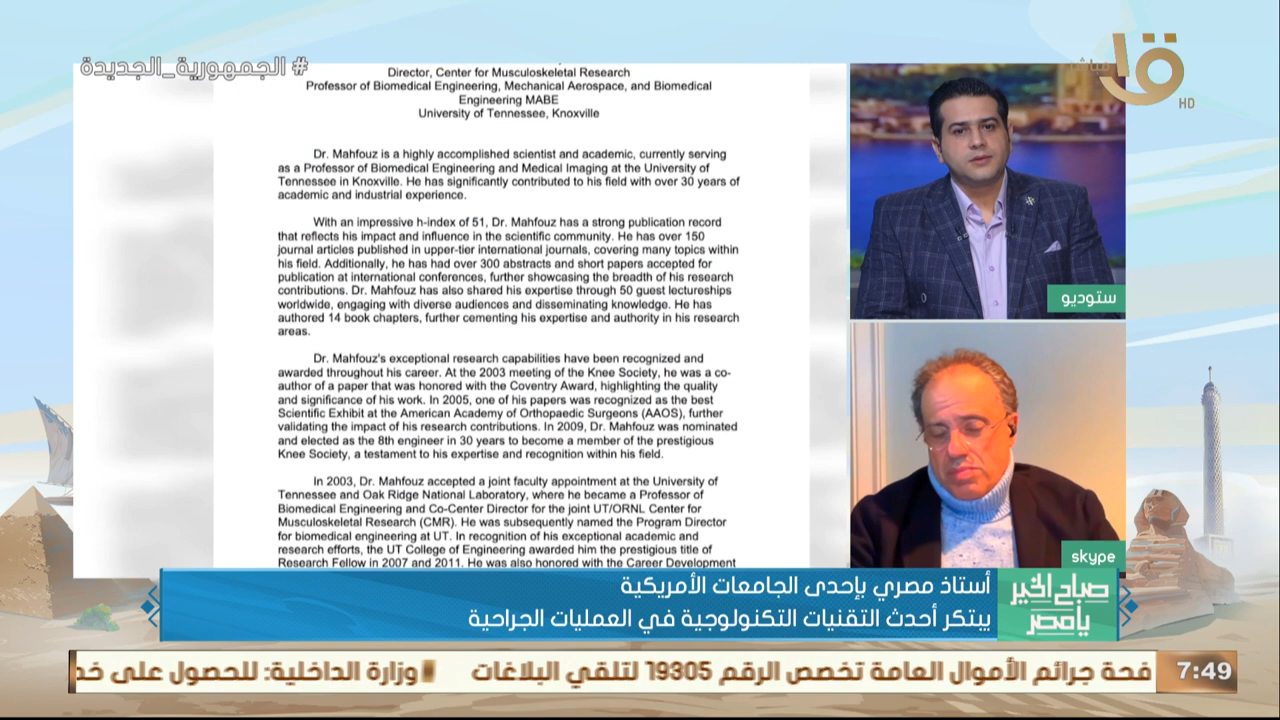 # الجمهورية_الجديدة
HD
Director, Center for Musculoskeletal Research
Professor of Biomedical Engineering, Mechanical Aerospace, and Biomedical
Engineering MABE
University of Tennessee, Knoxville
Dr. Mahfouz is a highly accomplished scientist and academic, currently serving
as a Professor of Biomedical Engineering and Medical Imaging at the University of
Tennessee in Knoxville. He has significantly contributed to his field with over 30 years of
academic and industrial experience.
With an impressive h-index of 51, Dr. Mahfouz has a strong publication record
that reflects his impact and influence in the scientific community. He has over 150
journal articles published in upper-tier international journals, covering many topics within
his field. Additionally, he has had over 300 abstracts and short papers accepted for
publication at international conferences, further showcasing the breadth of his research
contributions. Dr. Mahfouz has also shared his expertise through 50 guest lectureships
worldwide, engaging with diverse audiences and disseminating knowledge. He has
authored 14 book chapters, further cementing his expertise and authority in his research
areas.
Dr. Mahfouz's exceptional research capabilities have been recognized and
awarded throughout his career. At the 2003 meeting of the Knee Society, he was a co-
author of a paper that was honored with the Coventry Award, highlighting the quality
and significance of his work. In 2005, one of his papers was recognized as the best
Scientific Exhibit at the American Academy of Orthopaedic Surgeons (AAOS), further
validating the impact of his research contributions. In 2009, Dr. Mahfouz was nominated
and elected as the 8th engineer in 30 years to become a member of the prestigious
Knee Society, a testament to his expertise and recognition within his field.
In 2003, Dr. Mahfouz accepted a joint faculty appointment at the University of
Tennessee and Oak Ridge National Laboratory, where he became a Professor of
Biomedical Engineering and Co-Center Director for the joint UT/ORNL Center for
Musculoskeletal Research (CMR). He was subsequently named the Program Director
for biomedical engineering at UT. In recognition of his exceptional academic and
research efforts, the UT College of Engineering awarded him the prestigious title of
Research Fellow in 2007 and 2011. He was also honored with the Career Development
ستوديو
skype
صباح الخير
يا مصر
أستاذ مصري بإحدى الجامعات الأمريكية
يبتكر أحدث التقنيات التكنولوجية في العمليات الجراحية
7:49
فحة جرائم الأموال العامة تخصص الرقم 19305 لتلقي البلاغات وزارة الداخلية: للحصول على خد